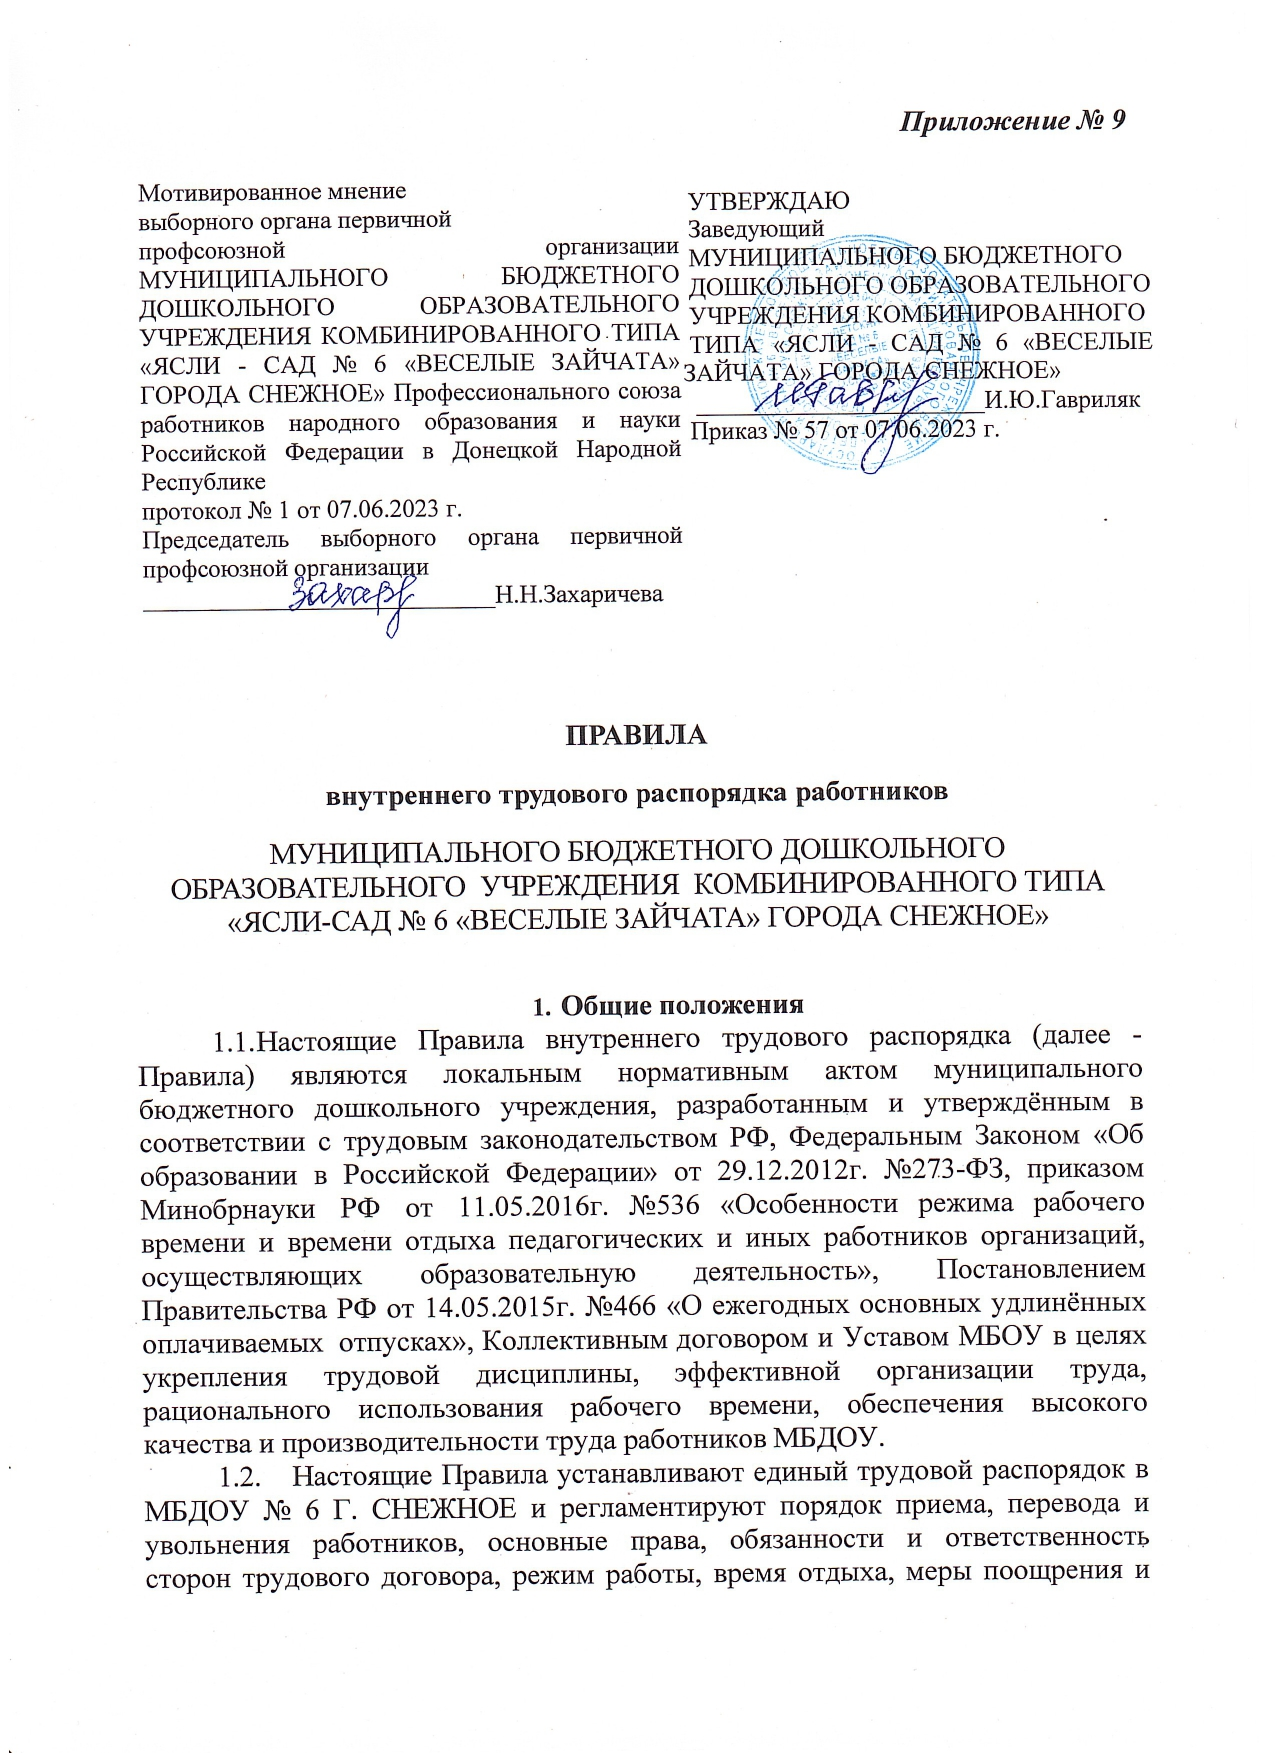 Приложение № 9
Мотивированное мнение
выборного органа первичной
профсоюзной организации
МУНИЦИПАЛЬНОГО БЮДЖЕТНОГО
ДОШКОЛЬНОГО ОБРАЗОВАТЕЛЬНОГО
УЧРЕЖДЕНИЯ КОМБИНИРОВАННОГО ТИПА
«ЯСЛИ - САД № 6 «ВЕСЕЛЫЕ ЗАЙЧАТА»
ГОРОДА СНЕЖНОЕ» Профессионального союза
работников народного образования и науки
Российской Федерации в Донецкой Народной
Республике
протокол № 1 от 07.06.2023 г.
Председатель выборного органа первичной
профсоюзной организации
Н.Н.Захаричева
УТВЕРЖДАЮ
Заведующий
МУНИЦИПАЛЬНОГО БЮДЖЕТНОГО
ДОШКОЛЬНОГО ОБРАЗОВАТЕЛЬНОГО
УЧРЕЖДЕНИЯ КОМБИНИРОВАННОГО
ТИПА «ЯСЛИ - САД № 6 «ВЕСЕЛЫЕ
ЗАЙЧАТА» ГОРОДА СНЕЖНОЕ»
И.Ю.Гавриляк
Приказ № 57 от 07.06.2023 г.
ПРАВИЛА
внутреннего трудового распорядка работников
МУНИЦИПАЛЬНОГО БЮДЖЕТНОГО ДОШКОЛЬНОГО
ОБРАЗОВАТЕЛЬНОГО УЧРЕЖДЕНИЯ КОМБИНИРОВАННОГО ТИПА
«ЯСЛИ-САД № 6 «ВЕСЕЛЫЕ ЗАЙЧАТА» ГОРОДА СНЕЖНОЕ»
1. Общие положения
1.1.Настоящие Правила внутреннего трудового распорядка (далее -
Правила) являются локальным нормативным актом муниципального
бюджетного дошкольного учреждения, разработанным и утверждённым в
соответствии с трудовым законодательством РФ, Федеральным Законом «Об
образовании в Российской Федерации» от 29.12.2012г. №273-ФЗ, приказом
Минобрнауки РФ от 11.05.2016г. №536 «Особенности режима рабочего
времени и времени отдыха педагогических и иных работников организаций,
осуществляющих образовательную деятельность», Постановлением
Правительства РФ от 14.05.2015г. №466 «О ежегодных основных удлинённых
оплачиваемых отпусках», Коллективным договором и Уставом МБОУ в целях
укрепления трудовой дисциплины, эффективной организации труда,
рационального использования рабочего времени, обеспечения высокого
качества и производительности труда работников МБДОУ.
1.2. Настоящие Правила устанавливают единый трудовой распорядок в
МБДОУ № 6 Г. СНЕЖНОЕ и регламентируют порядок приема, перевода и
увольнения работников, основные права, обязанности и ответственность
сторон трудового договора, режим работы, время отдыха, меры поощрения и